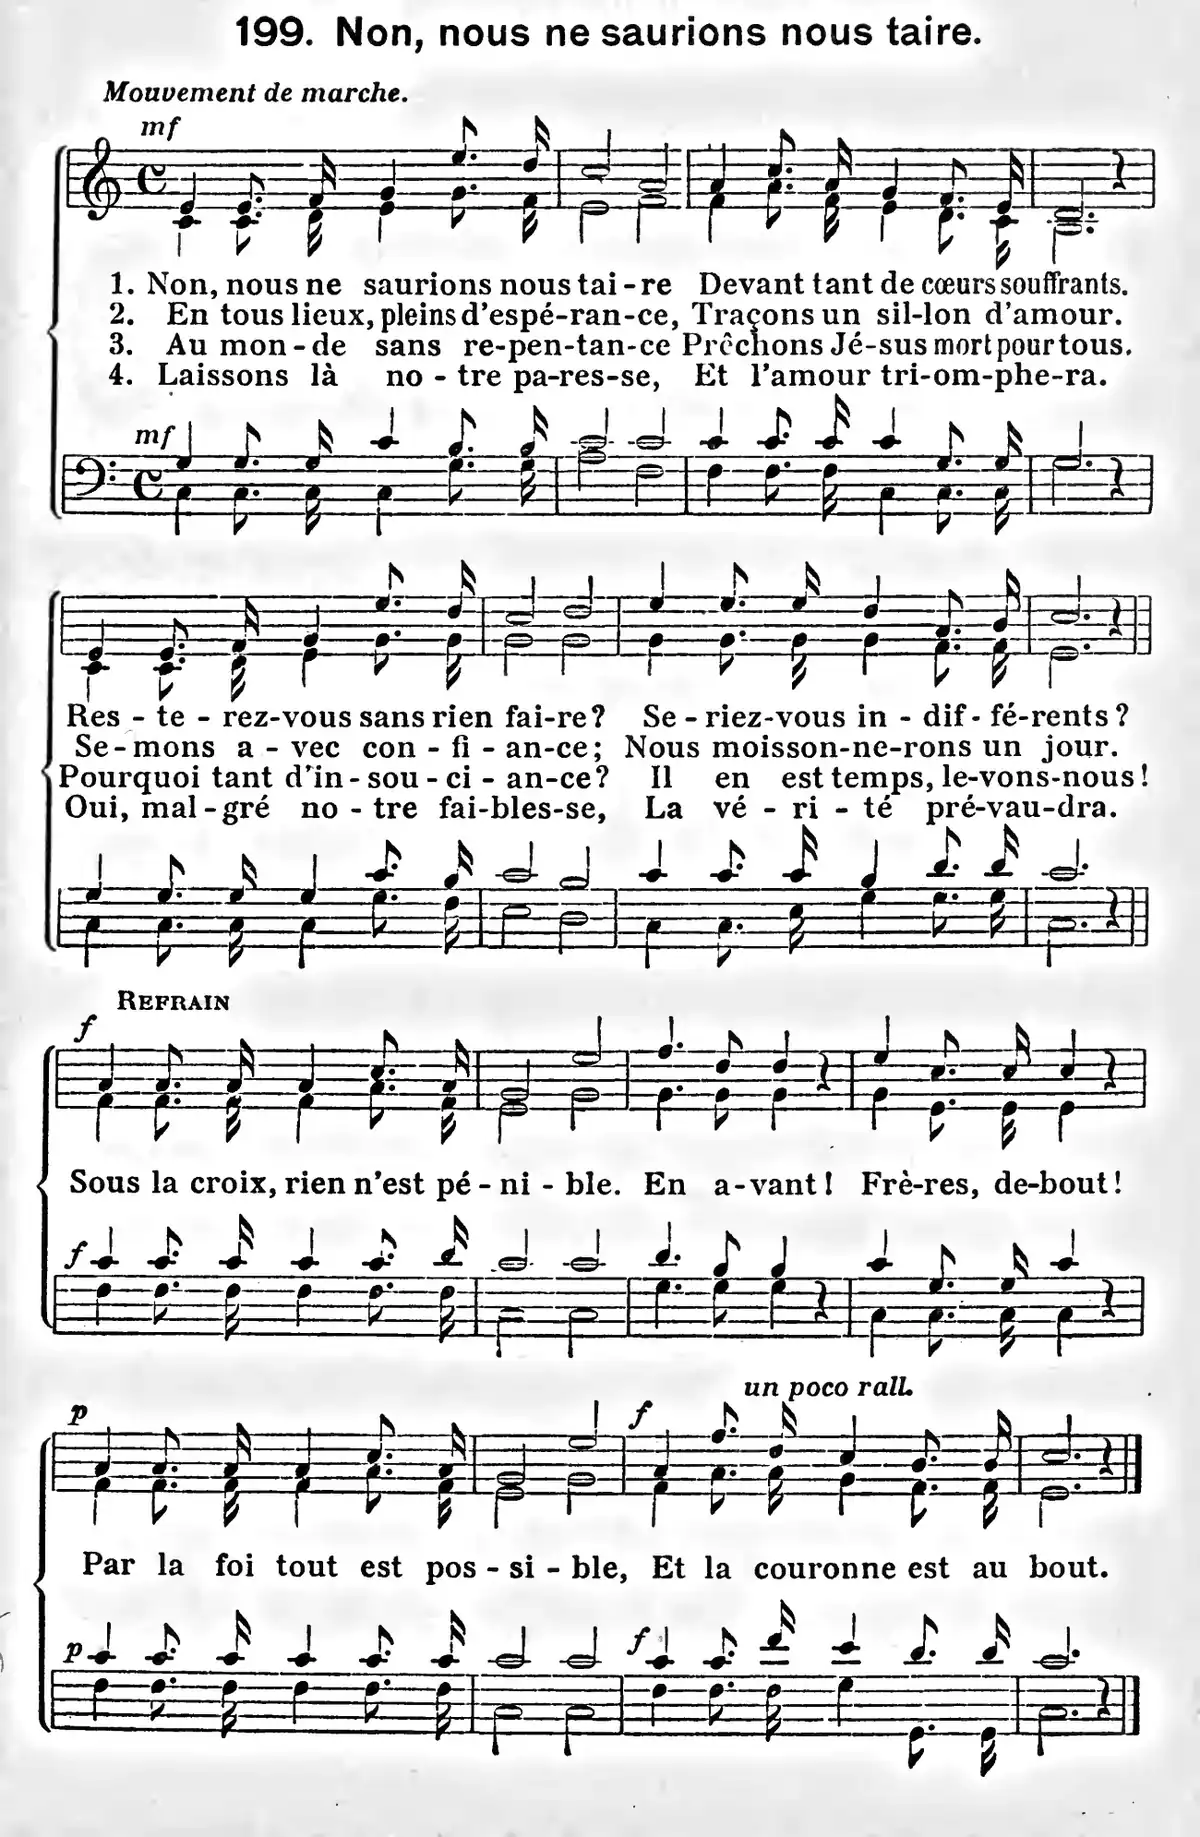 199. Non, nous ne saurions nous taire.
Mouvement de marche.
mf
1. Non, nous ne saurions nous tai-re Devant tant de cœurs souffrants.
2. En tous lieux, pleins d'espé-ran-ce, Traçons un sil-lon d'amour.
3. Au mon-de sans re-pen-tan-ce Prêchons Jé-sus mort pour tous.
4. Laissons là no-tre pa-res-se, Et l'amour tri-om-phe-ra.
mf
Res-te-rez-vous sans rien fai-re? Se-riez-vous in-dif-fé-rents?
Se-mons a-vec con-fi-an-ce; Nous moisson-ne-rons un jour.
Pourquoi tant d'in-sou-ci-an-ce? Il en est temps, le-vons-nous!
Oui, mal-gré no-tre fai-bles-se, La vé-ri-té pré-vau-dra.
REFRAIN
f
Sous la croix, rien n'est pé-ni-ble. En a-vant! Frè-res, de-bout!
f
un poco rall.
p f
Par la foi tout est pos-si-ble, Et la couronne est au bout.
p f